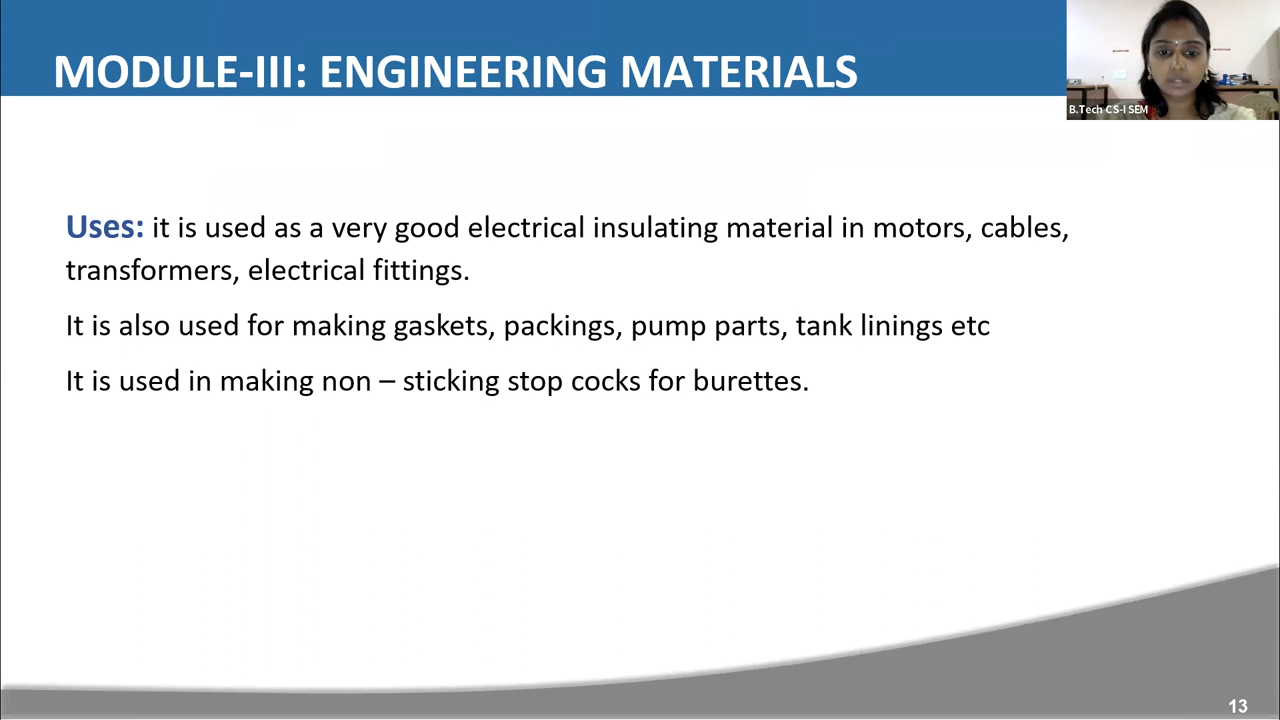 MODULE-III: ENGINEERING MATERIALS
B.Tech CS-I SEM
Uses: it is used as a very good electrical insulating material in motors, cables,
transformers, electrical fittings.
It is also used for making gaskets, packings, pump parts, tank linings etc
It is used in making non – sticking stop cocks for burettes.
13